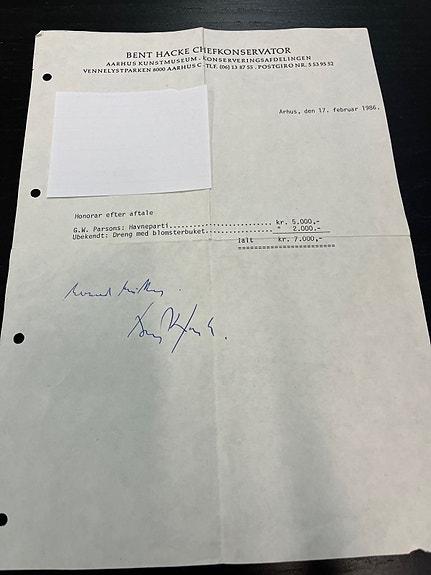 BENT HACKE CHEFKONSERVATOR
AARHUS KUNSTMUSEUM . KONSERVERINGSAFDELINGEN
VENNELYSTPARKEN 8000 AARHUS C . TLF. (06) 13 87 55 . POSTGIRO NR. 5 53 95 52
Århus, den 17. februar 1986.
Honorar efter aftale
G.W. Parsons: Havneparti.......................... kr. 5.000,-
Ubekendt: Dreng med blomsterbuket................. " 2.000,-
Ialt kr. 7.000,-